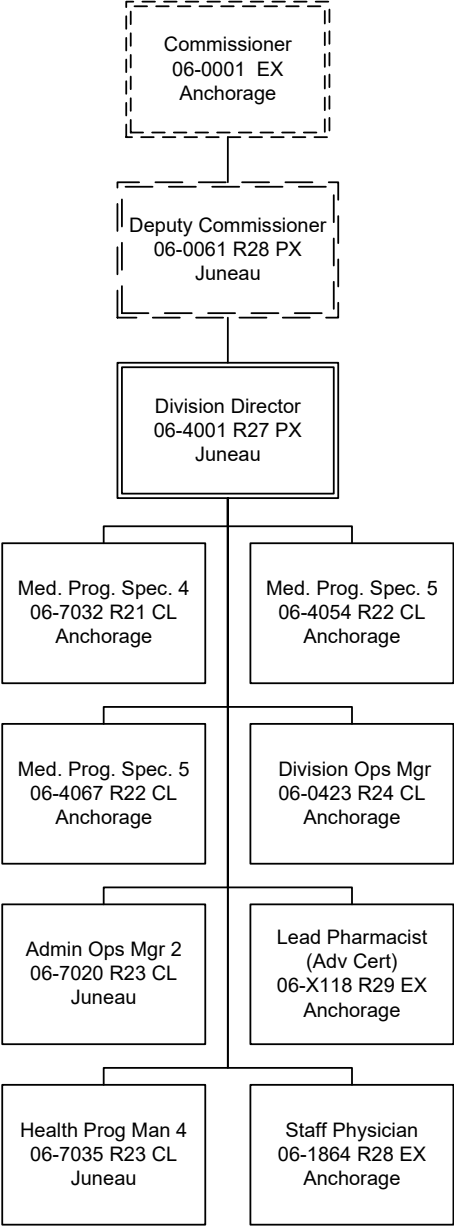 Commissioner
06-0001 EX
Anchorage
Deputy Commissioner
06-0061 R28 PX
Juneau
Division Director
06-4001 R27 PX
Juneau
Med. Prog. Spec. 4
06-7032 R21 CL
Anchorage
Med. Prog. Spec. 5
06-4054 R22 CL
Anchorage
Med. Prog. Spec. 5
06-4067 R22 CL
Anchorage
Division Ops Mgr
06-0423 R24 CL
Anchorage
Admin Ops Mgr 2
06-7020 R23 CL
Juneau
Lead Pharmacist
(Adv Cert)
06-X118 R29 EX
Anchorage
Health Prog Man 4
06-7035 R23 CL
Juneau
Staff Physician
06-1864 R28 EX
Anchorage